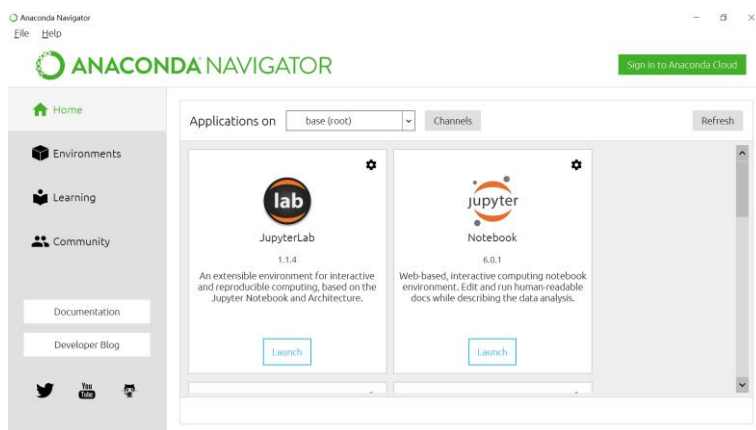 Anaconda Navigator
File Help
ANACONDA NAVIGATOR
Sign in to Anaconda Cloud
Home
Environments
Learning
Community
Documentation
Developer Blog
You
Tube
Applications on base (root) Channels Refresh
lab
JupyterLab
1.1.4
An extensible environment for interactive
and reproducible computing, based on the
Jupyter Notebook and Architecture.
Launch
jupyter
Notebook
6.0.1
Web-based, interactive computing notebook
environment. Edit and run human-readable
docs while describing the data analysis.
Launch